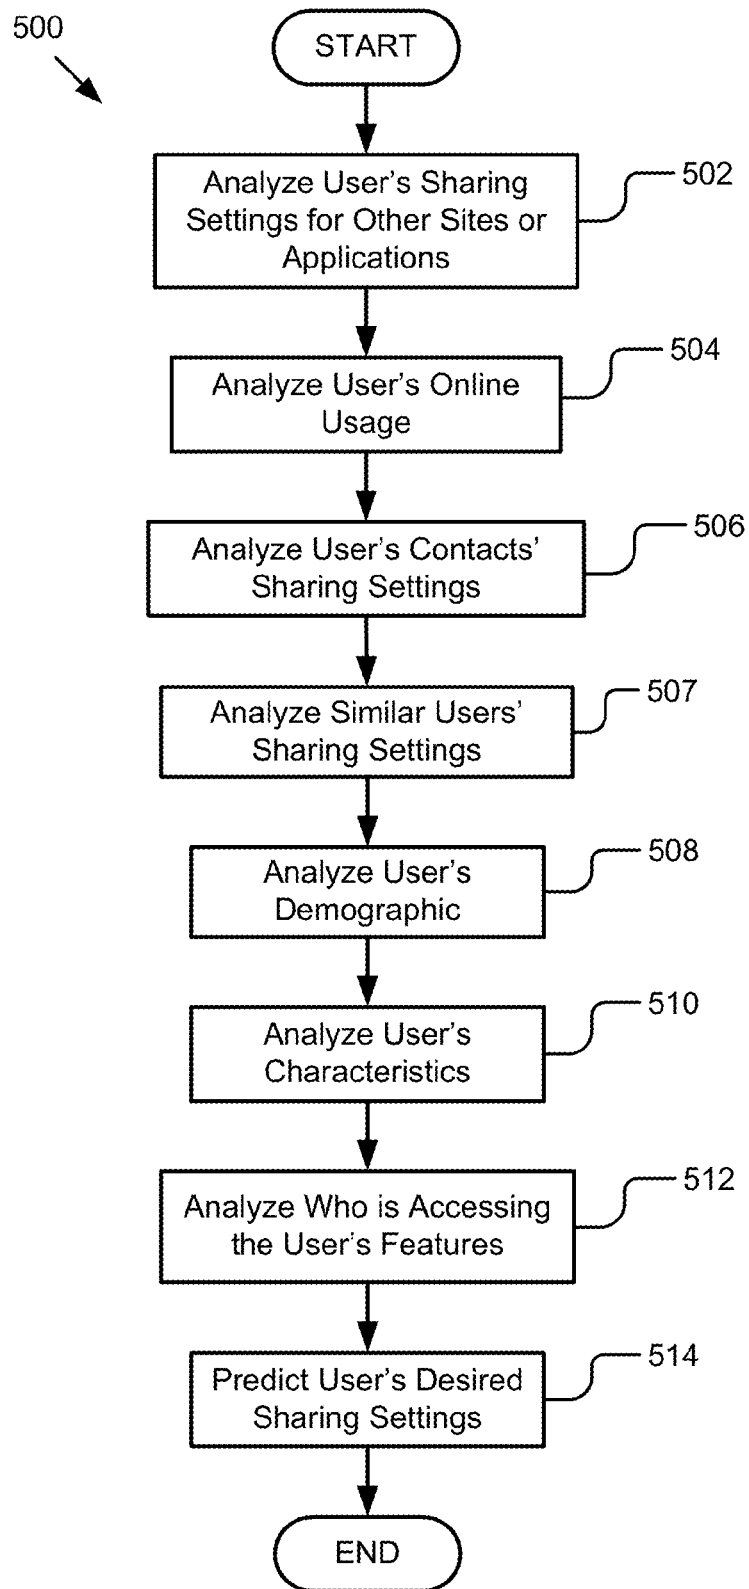 500
START
Analyze User’s Sharing
Settings for Other Sites or
Applications
502
Analyze User’s Online
Usage
504
Analyze User’s Contacts’
Sharing Settings
506
Analyze Similar Users’
Sharing Settings
507
Analyze User’s
Demographic
508
Analyze User’s
Characteristics
510
Analyze Who is Accessing
the User’s Features
512
Predict User’s Desired
Sharing Settings
514
END